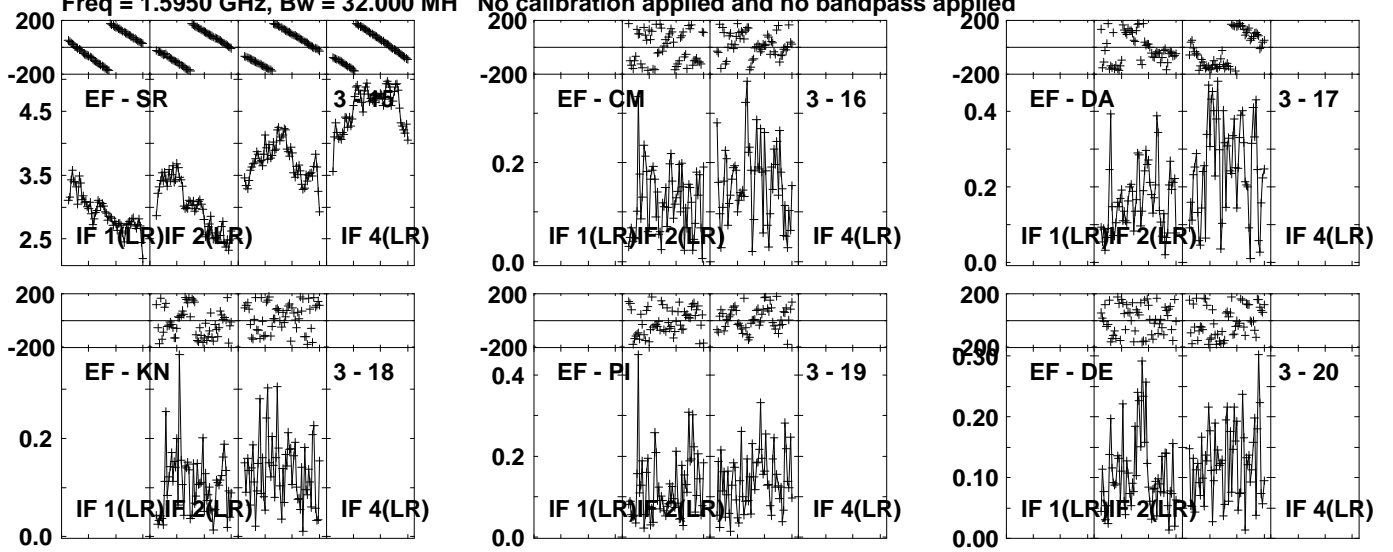 Freq = 1.5950 GHz, Bw = 32.000 MH No calibration applied and no bandpass applied
200
-200
EF - SR 3 - 15
4.5
3.5
2.5
IF 1(LR) IF 2(LR) IF 4(LR)
200
-200
EF - CM 3 - 16
0.2
0.0
IF 1(LR) IF 2(LR) IF 4(LR)
200
-200
EF - DA 3 - 17
0.4
0.2
0.0
IF 1(LR) IF 2(LR) IF 4(LR)
200
-200
EF - KN 3 - 18
0.2
0.0
IF 1(LR) IF 2(LR) IF 4(LR)
200
-200
EF - PI 3 - 19
0.4
0.2
0.0
IF 1(LR) IF 2(LR) IF 4(LR)
200
-200
0.30
EF - DE 3 - 20
0.20
0.10
0.00
IF 1(LR) IF 2(LR) IF 4(LR)